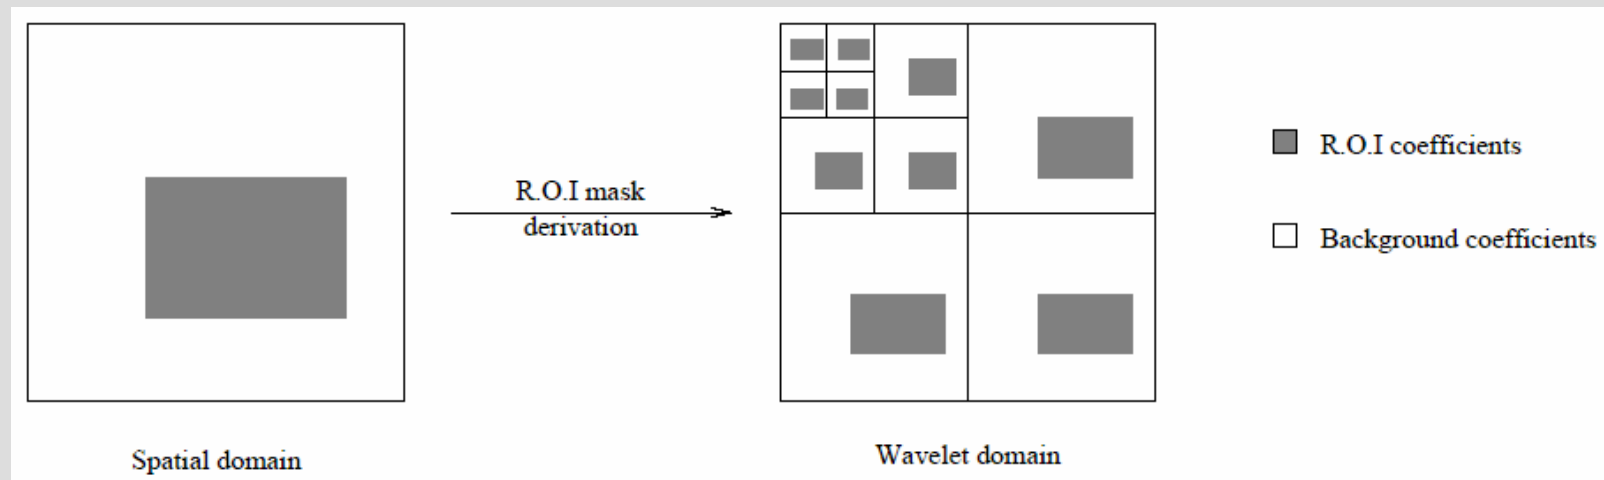 R.O.I mask
derivation
R.O.I coefficients
Background coefficients
Spatial domain
Wavelet domain